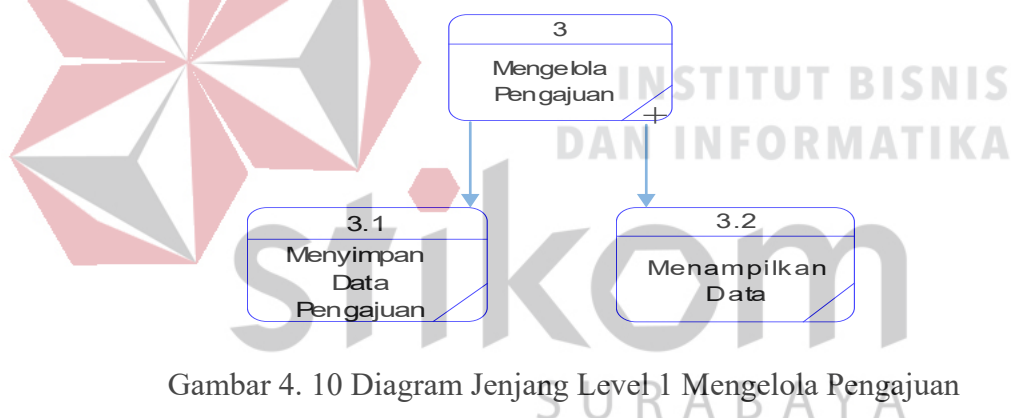 3
Mengelola
Pengajuan
INSTITUT BISNIS
DAN INFORMATIKA
3.1
Menyimpan
Data
Pengajuan
3.2
Menampilkan
Data
stikom
Gambar 4. 10 Diagram Jenjang Level 1 Mengelola Pengajuan
SURABAYA